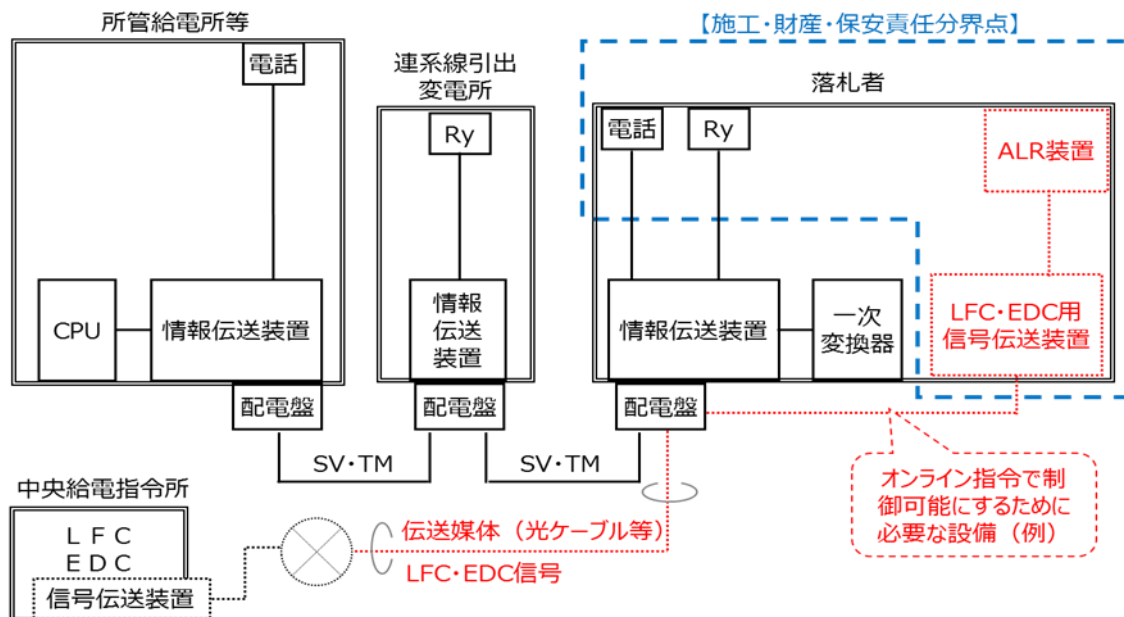 所管給電所等
電話
CPU
情報伝送装置
配電盤
連系線引出
変電所
Ry
情報
伝送
装置
配電盤
【施工・財産・保安責任分界点】
落札者
電話
Ry
ALR装置
情報伝送装置
一次
変換器
LFC・EDC用
信号伝送装置
配電盤
SV・TM
SV・TM
オンライン指令で制
御可能にするために
必要な設備（例）
中央給電指令所
ＬＦＣ
ＥＤＣ
信号伝送装置
伝送媒体（光ケーブル等）
LFC・EDC信号